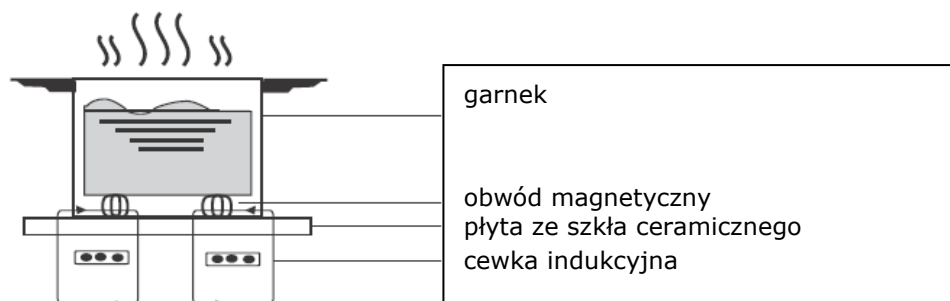 garnek
obwód magnetyczny
płyta ze szkła ceramicznego
cewka indukcyjna